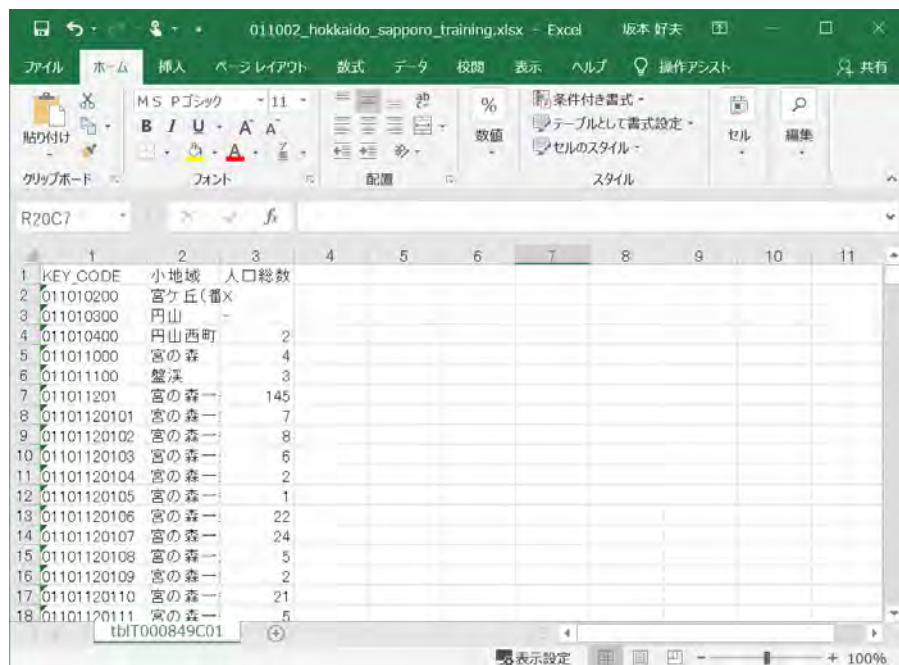 011002_hokkaido_sapporo_training.xlsx - Excel 坂本 好夫
ファイル ホーム 挿入 ページ レイアウト 数式 データ 校閲 表示 ヘルプ 操作アシスト 共有
貼り付け
クリップボード
MS Pゴシック 11
B I U A A
A
フォント
ab
配置
%
数値
条件付き書式
テーブルとして書式設定
セルのスタイル
スタイル
セル
編集
R20C7 fx
1 2 3 4 5 6 7 8 9 10 11
1 KEY_CODE 小地域 人口総数
2 011010200 宮ケ丘(番 X
3 011010300 円山 -
4 011010400 円山西町 2
5 011011000 宮の森 4
6 011011100 盤渓 3
7 011011201 宮の森一 145
8 01101120101 宮の森一 7
9 01101120102 宮の森一 8
10 01101120103 宮の森一 6
11 01101120104 宮の森一 2
12 01101120105 宮の森一 1
13 01101120106 宮の森一 22
14 01101120107 宮の森一 24
15 01101120108 宮の森一 5
16 01101120109 宮の森一 2
17 01101120110 宮の森一 21
18 01101120111 宮の森一 5
tblT000849C01
表示設定 - + 100%